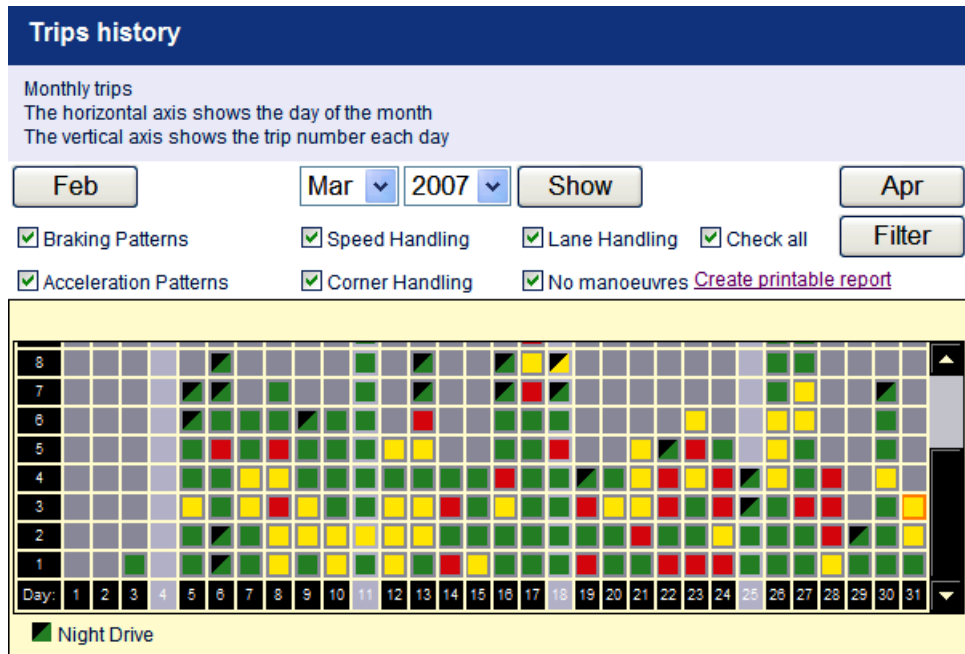 Trips history
Monthly trips
The horizontal axis shows the day of the month
The vertical axis shows the trip number each day
Feb Mar 2007 Show Apr
Braking Patterns Speed Handling Lane Handling Check all Filter
Acceleration Patterns Corner Handling No manoeuvres Create printable report
8
7
6
5
4
3
2
1
Day: 1 2 3 4 5 6 7 8 9 10 11 12 13 14 15 16 17 18 19 20 21 22 23 24 25 26 27 28 29 30 31
Night Drive